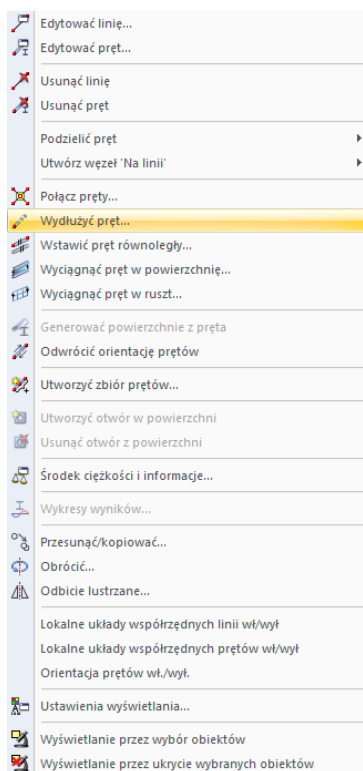 Edytować linię...
Edytować pręt...
Usunąć linię
Usunąć pręt
Podzielić pręt
Utwórz węzeł 'Na linii'
Połącz pręty...
Wydłużyć pręt...
Wstawić pręt równoległy...
Wyciągnąć pręt w powierzchnię...
Wyciągnąć pręt w ruszt...
Generować powierzchnie z pręta
Odwrócić orientację prętów
Utworzyć zbiór prętów...
Utworzyć otwór w powierzchni
Usunąć otwór z powierzchni
Środek ciężkości i informacje...
Wykresy wyników...
Przesunąć/kopiować...
Obrócić...
Odbicie lustrzane...
Lokalne układy współrzędnych linii wł/wył
Lokalne układy współrzędnych prętów wł/wył
Orientacja prętów wł./wył.
Ustawienia wyświetlania...
Wyświetlanie przez wybór obiektów
Wyświetlanie przez ukrycie wybranych obiektów